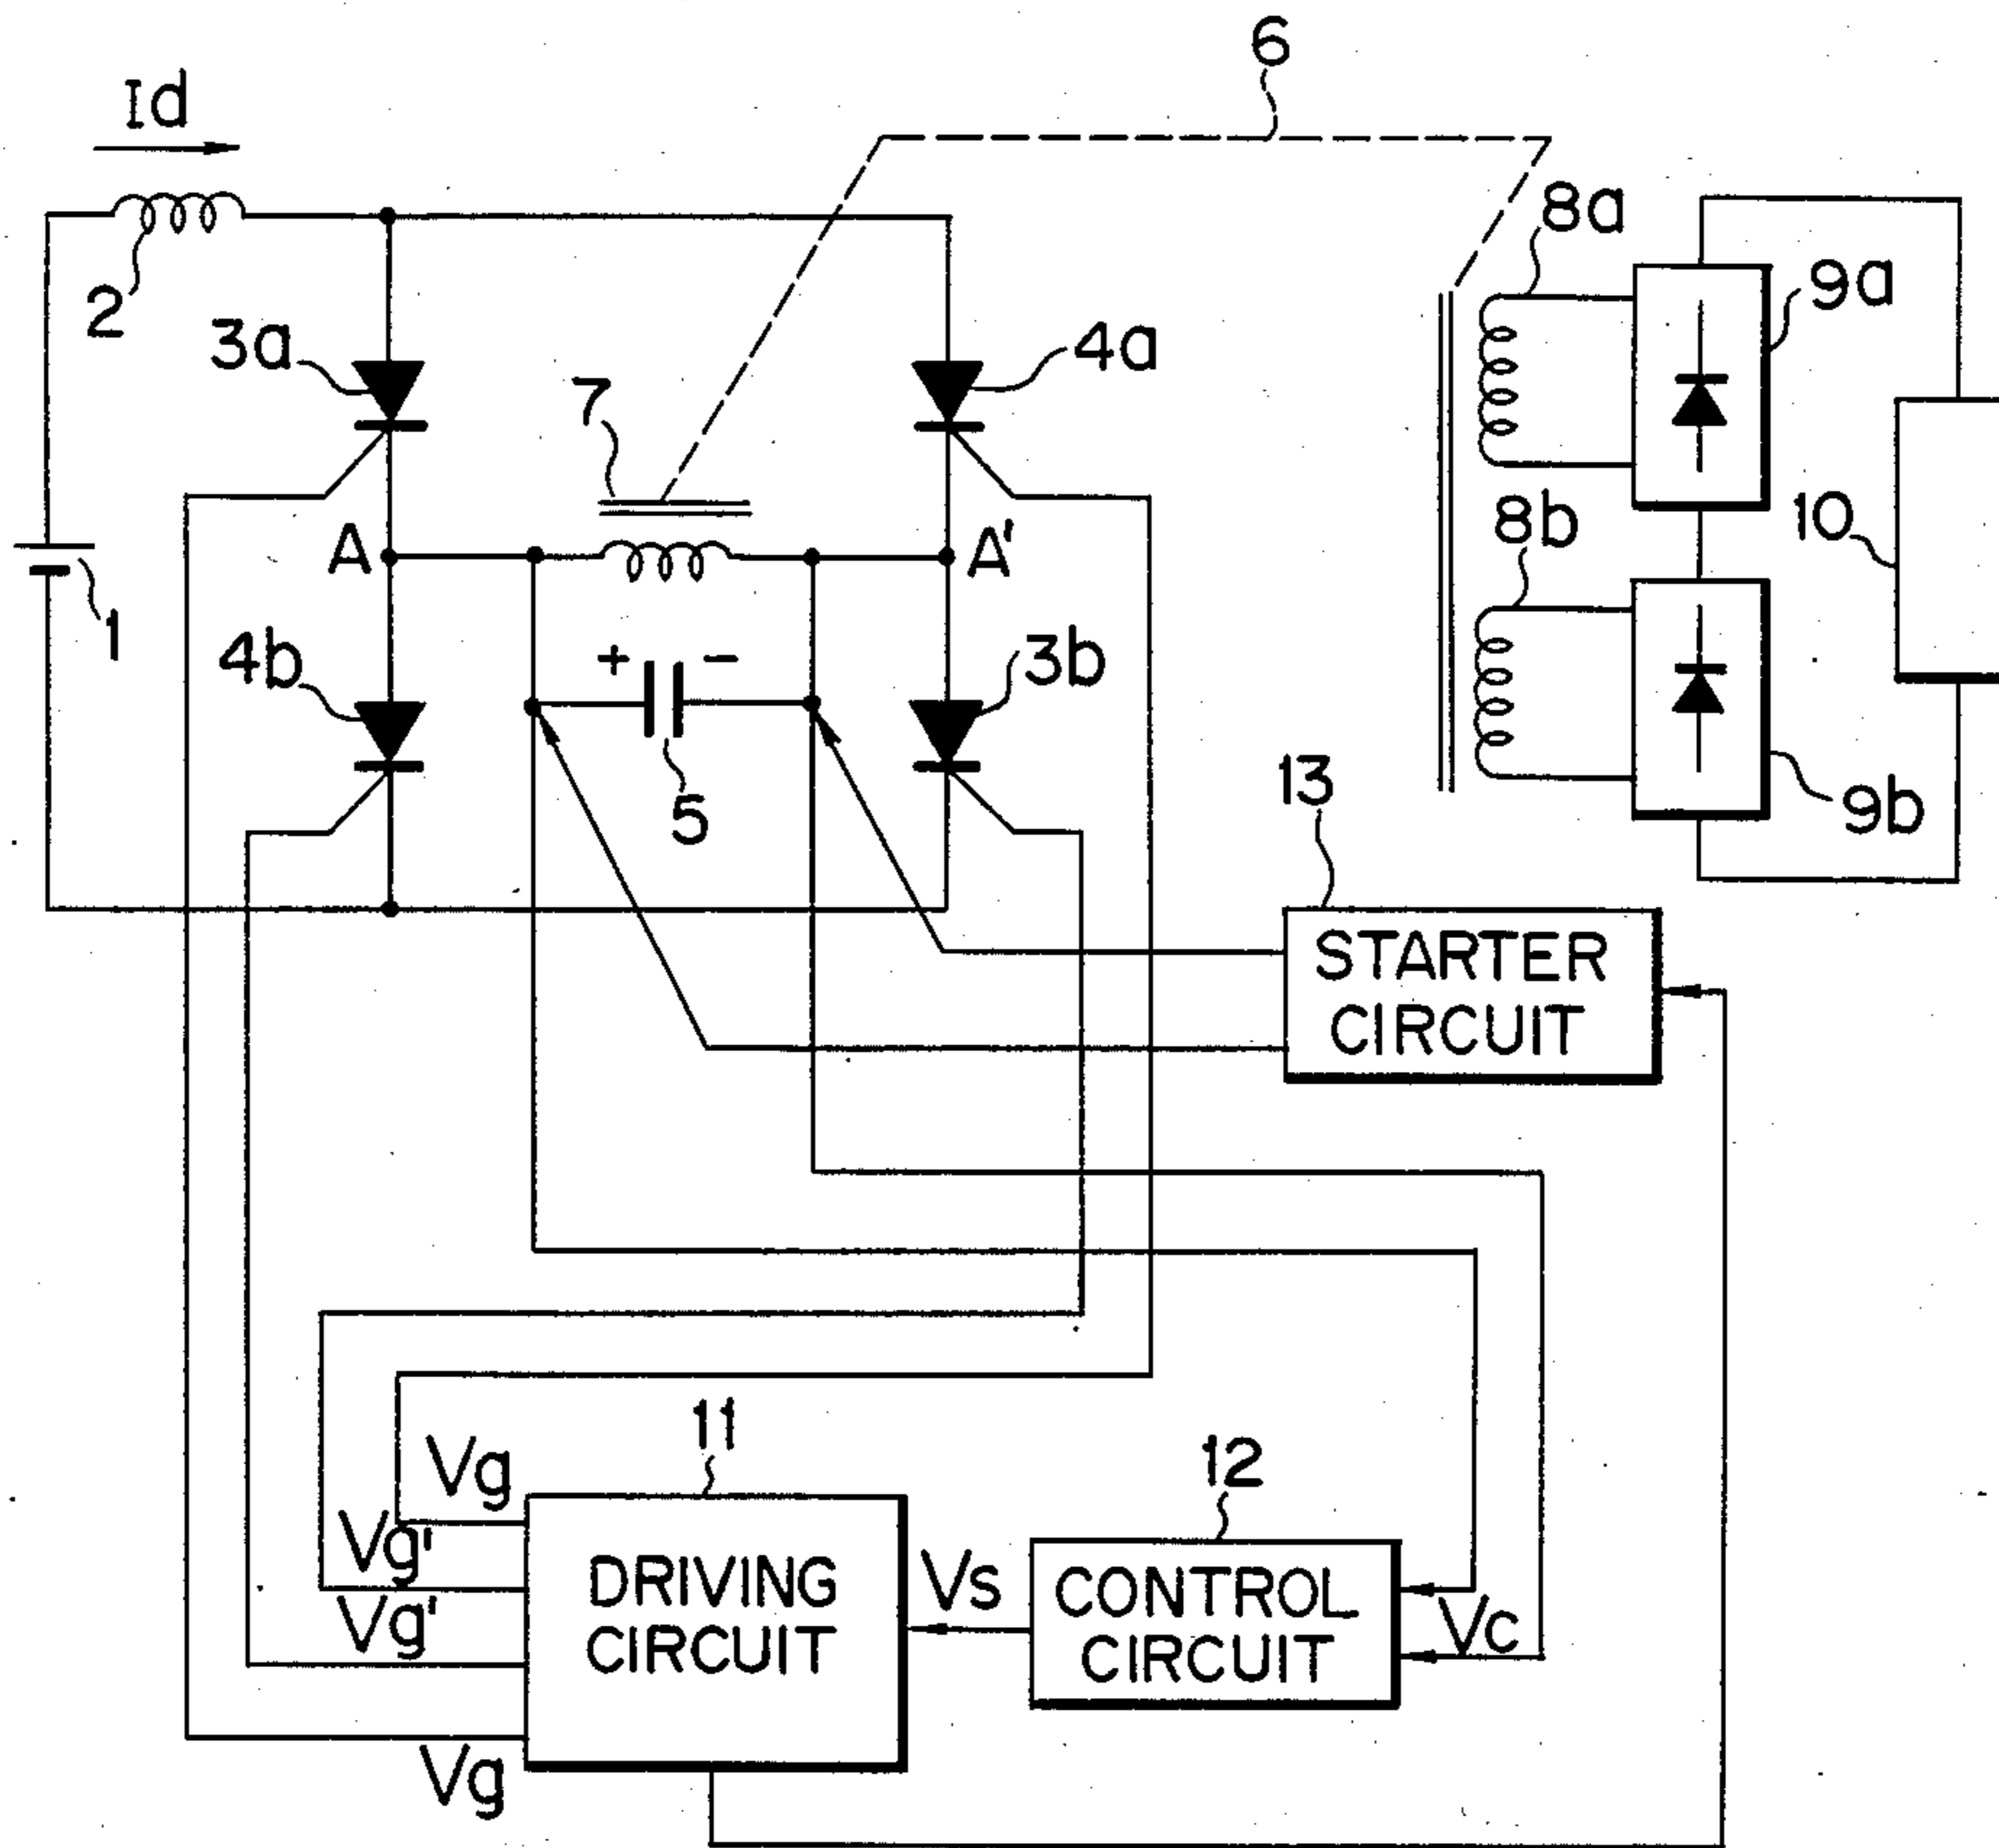 6
Id
8a
2
9a
3a
4a
7
8b
10
A
A'
1
4b
+ −
3b
5
13
9b
STARTER
CIRCUIT
11
12
Vg
Vg'
Vg'
DRIVING
CIRCUIT
Vs
CONTROL
CIRCUIT
Vc
Vg